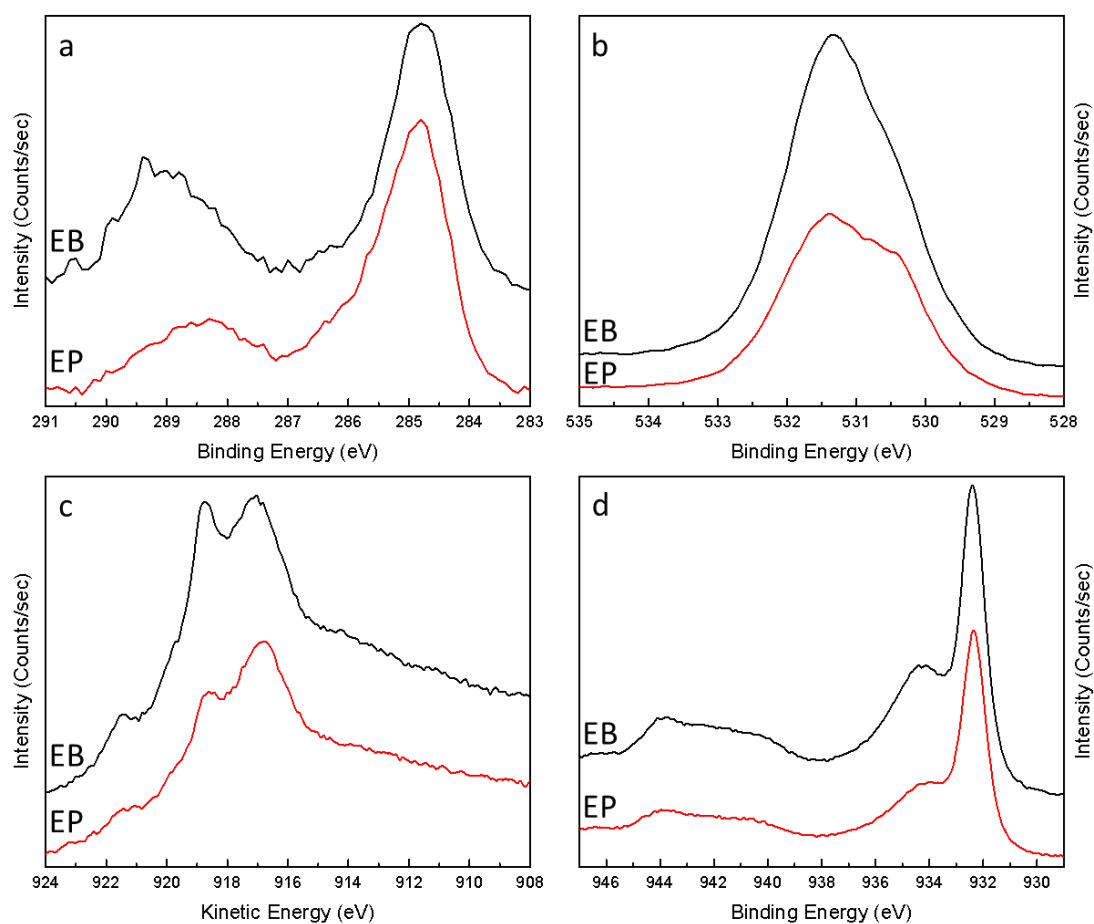 a
EB
EP
Intensity (Counts/sec)
291 290 289 288 287 286 285 284 283
Binding Energy (eV)
b
EB
EP
Intensity (Counts/sec)
535 534 533 532 531 530 529 528
Binding Energy (eV)
c
EB
EP
Intensity (Counts/sec)
924 922 920 918 916 914 912 910 908
Kinetic Energy (eV)
d
EB
EP
Intensity (Counts/sec)
946 944 942 940 938 936 934 932 930
Binding Energy (eV)